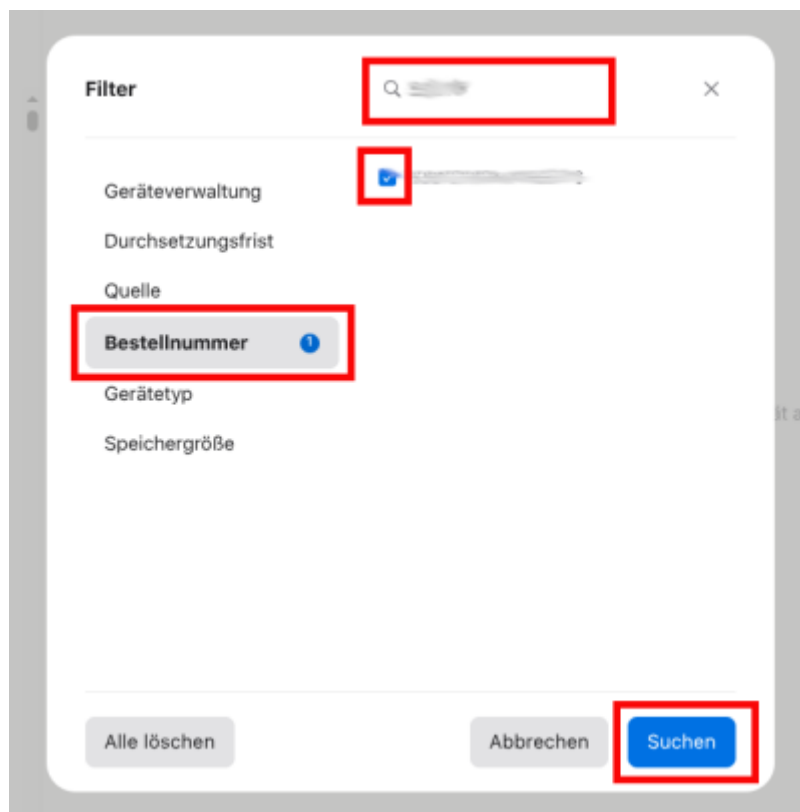 Filter
Geräteverwaltung
Durchsetzungsfrist
Quelle
Bestellnummer 1
Gerätetyp
Speichergröße
Alle löschen
Abbrechen
Suchen